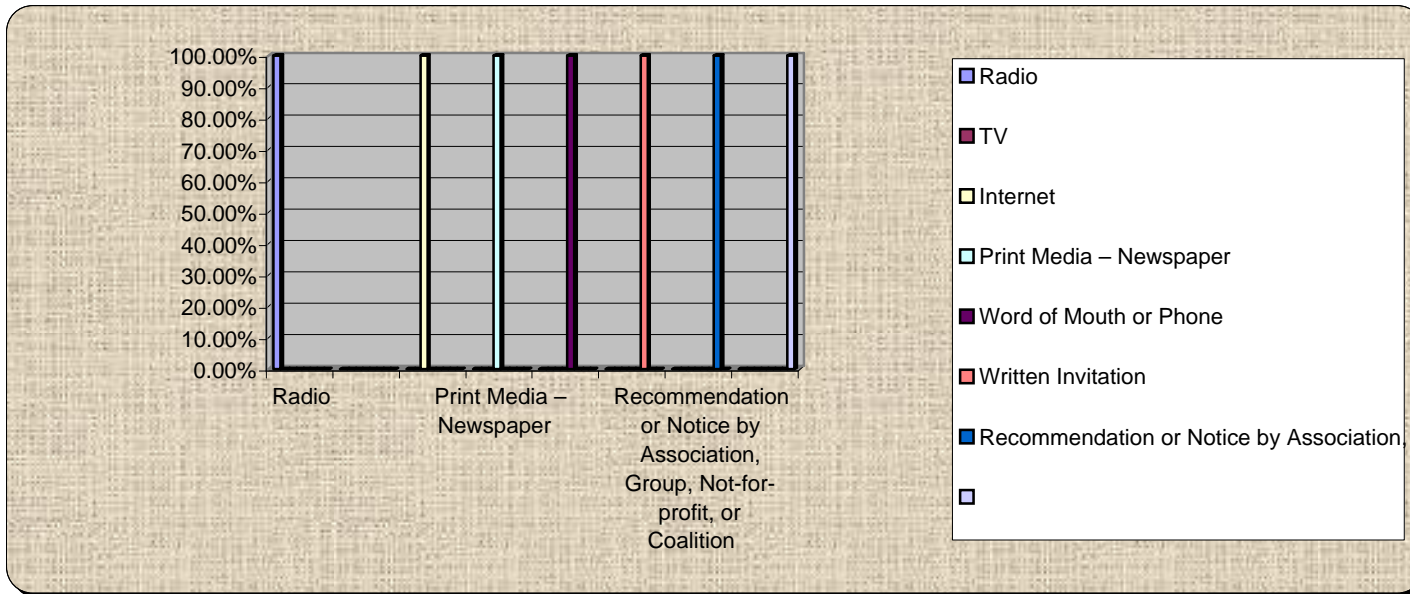 100.00%
90.00%
80.00%
70.00%
60.00%
50.00%
40.00%
30.00%
20.00%
10.00%
0.00%
Radio
Print Media –
Newspaper
Recommendation
or Notice by
Association,
Group, Not-for-
profit, or
Coalition
Radio
TV
Internet
Print Media – Newspaper
Word of Mouth or Phone
Written Invitation
Recommendation or Notice by Association,